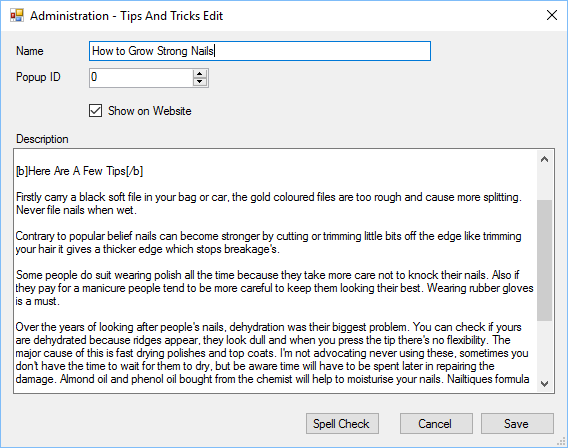 Administration - Tips And Tricks Edit
Name
How to Grow Strong Nails
Popup ID
0
Show on Website
Description
[b]Here Are A Few Tips[/b]
Firstly carry a black soft file in your bag or car, the gold coloured files are too rough and cause more splitting.
Never file nails when wet.
Contrary to popular belief nails can become stronger by cutting or trimming little bits off the edge like trimming
your hair it gives a thicker edge which stops breakage's.
Some people do suit wearing polish all the time because they take more care not to knock their nails. Also if
they pay for a manicure people tend to be more careful to keep them looking their best. Wearing rubber gloves
is a must.
Over the years of looking after people's nails, dehydration was their biggest problem. You can check if yours
are dehydrated because ridges appear, they look dull and when you press the tip there's no flexibility. The
major cause of this is fast drying polishes and top coats. I'm not advocating never using these, sometimes you
don't have the time to wait for them to dry, but be aware time will have to be spent later in repairing the
damage. Almond oil and phenol oil bought from the chemist will help to moisturise your nails. Nailtiques formula
Spell Check
Cancel
Save